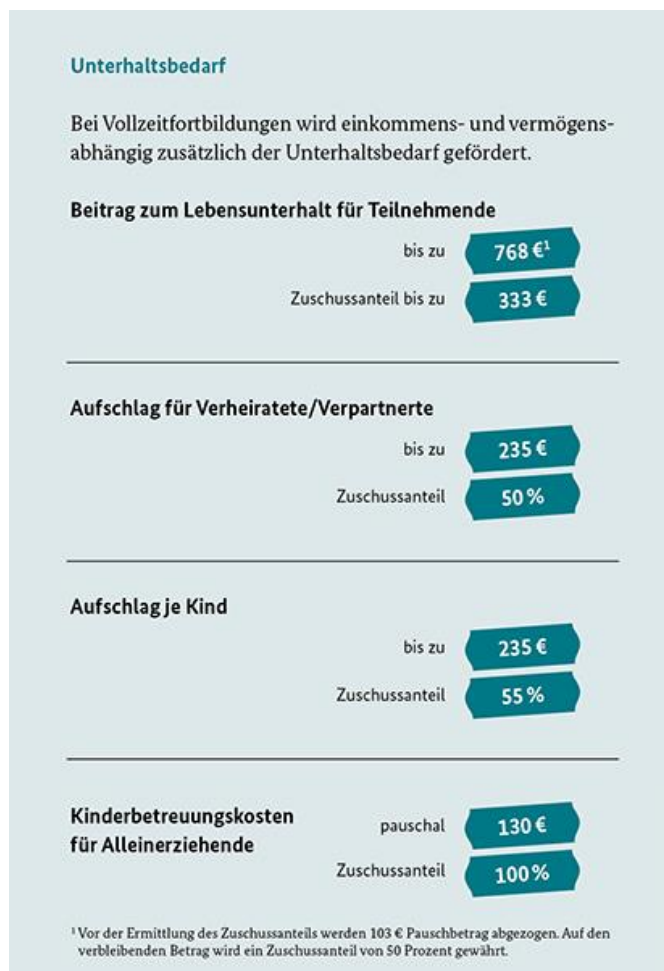 Unterhaltsbedarf
Bei Vollzeitfortbildungen wird einkommens- und vermögens-
abhängig zusätzlich der Unterhaltsbedarf gefördert.
Beitrag zum Lebensunterhalt für Teilnehmende
bis zu 768 €¹
Zuschussanteil bis zu 333 €
Aufschlag für Verheiratete/Verpartnerte
bis zu 235 €
Zuschussanteil 50 %
Aufschlag je Kind
bis zu 235 €
Zuschussanteil 55 %
Kinderbetreuungskosten
für Alleinerziehende
pauschal 130 €
Zuschussanteil 100 %
¹ Vor der Ermittlung des Zuschussanteils werden 103 € Pauschbetrag abgezogen. Auf den
verbleibenden Betrag wird ein Zuschussanteil von 50 Prozent gewährt.